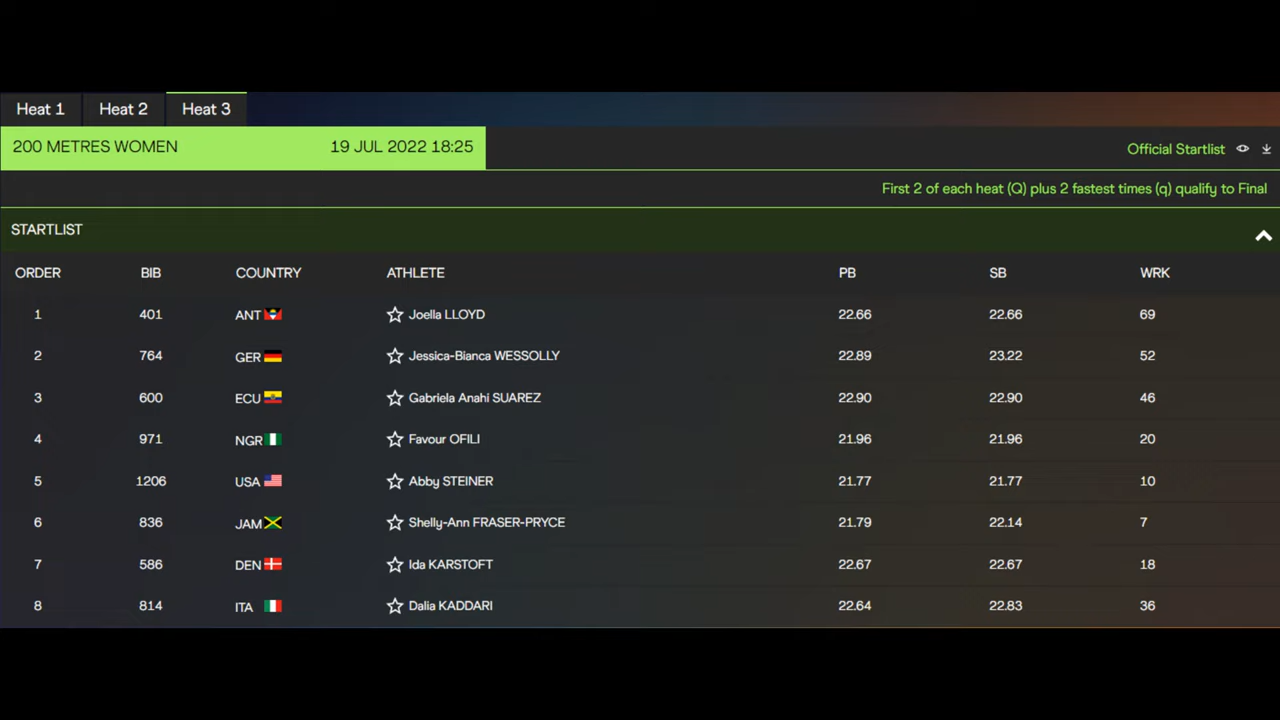 Heat 1 Heat 2 Heat 3
200 METRES WOMEN 19 JUL 2022 18:25 Official Startlist
First 2 of each heat (Q) plus 2 fastest times (q) qualify to Final
STARTLIST
ORDER BIB COUNTRY ATHLETE PB SB WRK
1 401 ANT Joella LLOYD 22.66 22.66 69
2 764 GER Jessica-Bianca WESSOLLY 22.89 23.22 52
3 600 ECU Gabriela Anahi SUAREZ 22.90 22.90 46
4 971 NGR Favour OFILI 21.96 21.96 20
5 1206 USA Abby STEINER 21.77 21.77 10
6 836 JAM Shelly-Ann FRASER-PRYCE 21.79 22.14 7
7 586 DEN Ida KARSTOFT 22.67 22.67 18
8 814 ITA Dalia KADDARI 22.64 22.83 36